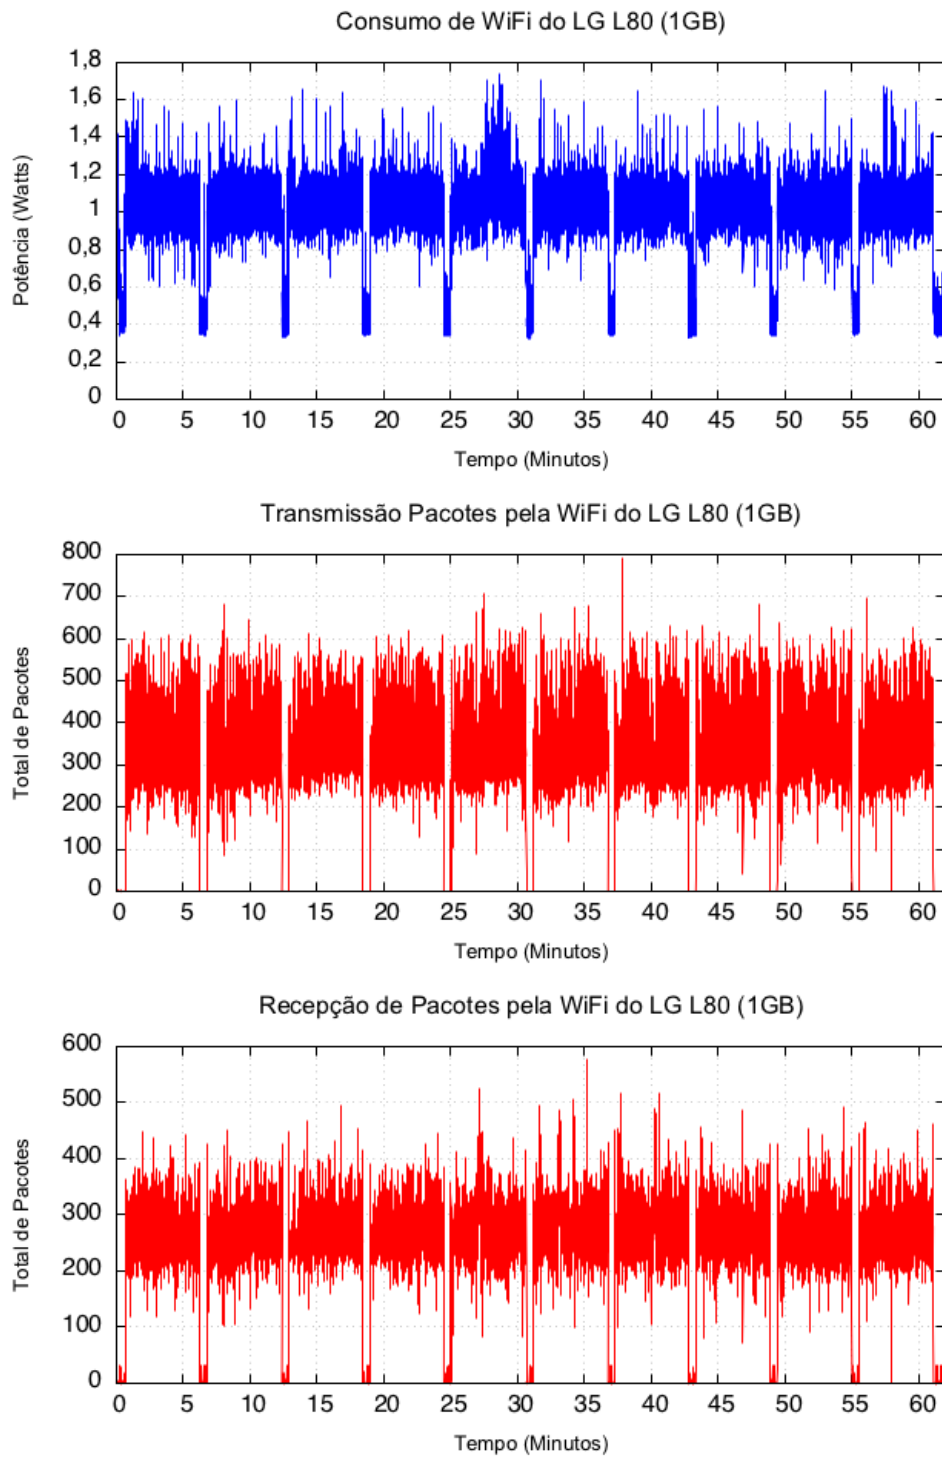 Consumo de WiFi do LG L80 (1GB)
1,8
1,6
1,4
1,2
1
0,8
0,6
0,4
0,2
0
Potência (Watts)
0 5 10 15 20 25 30 35 40 45 50 55 60
Tempo (Minutos)
Transmissão Pacotes pela WiFi do LG L80 (1GB)
800
700
600
500
400
300
200
100
0
Total de Pacotes
0 5 10 15 20 25 30 35 40 45 50 55 60
Tempo (Minutos)
Recepção de Pacotes pela WiFi do LG L80 (1GB)
600
500
400
300
200
100
0
Total de Pacotes
0 5 10 15 20 25 30 35 40 45 50 55 60
Tempo (Minutos)